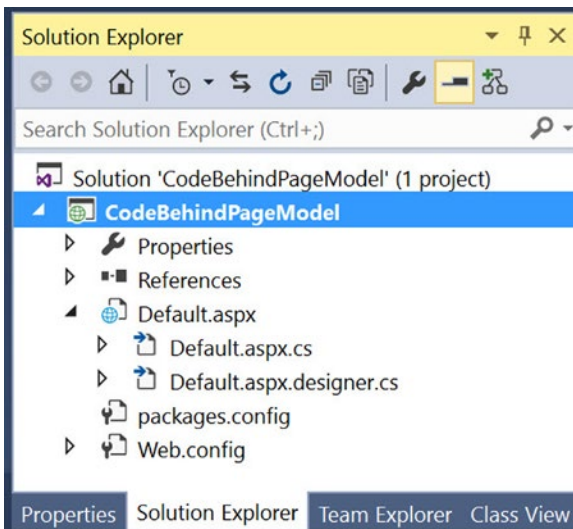 Solution Explorer
Search Solution Explorer (Ctrl+;)
Solution 'CodeBehindPageModel' (1 project)
CodeBehindPageModel
Properties
References
Default.aspx
Default.aspx.cs
Default.aspx.designer.cs
packages.config
Web.config
Properties Solution Explorer Team Explorer Class View